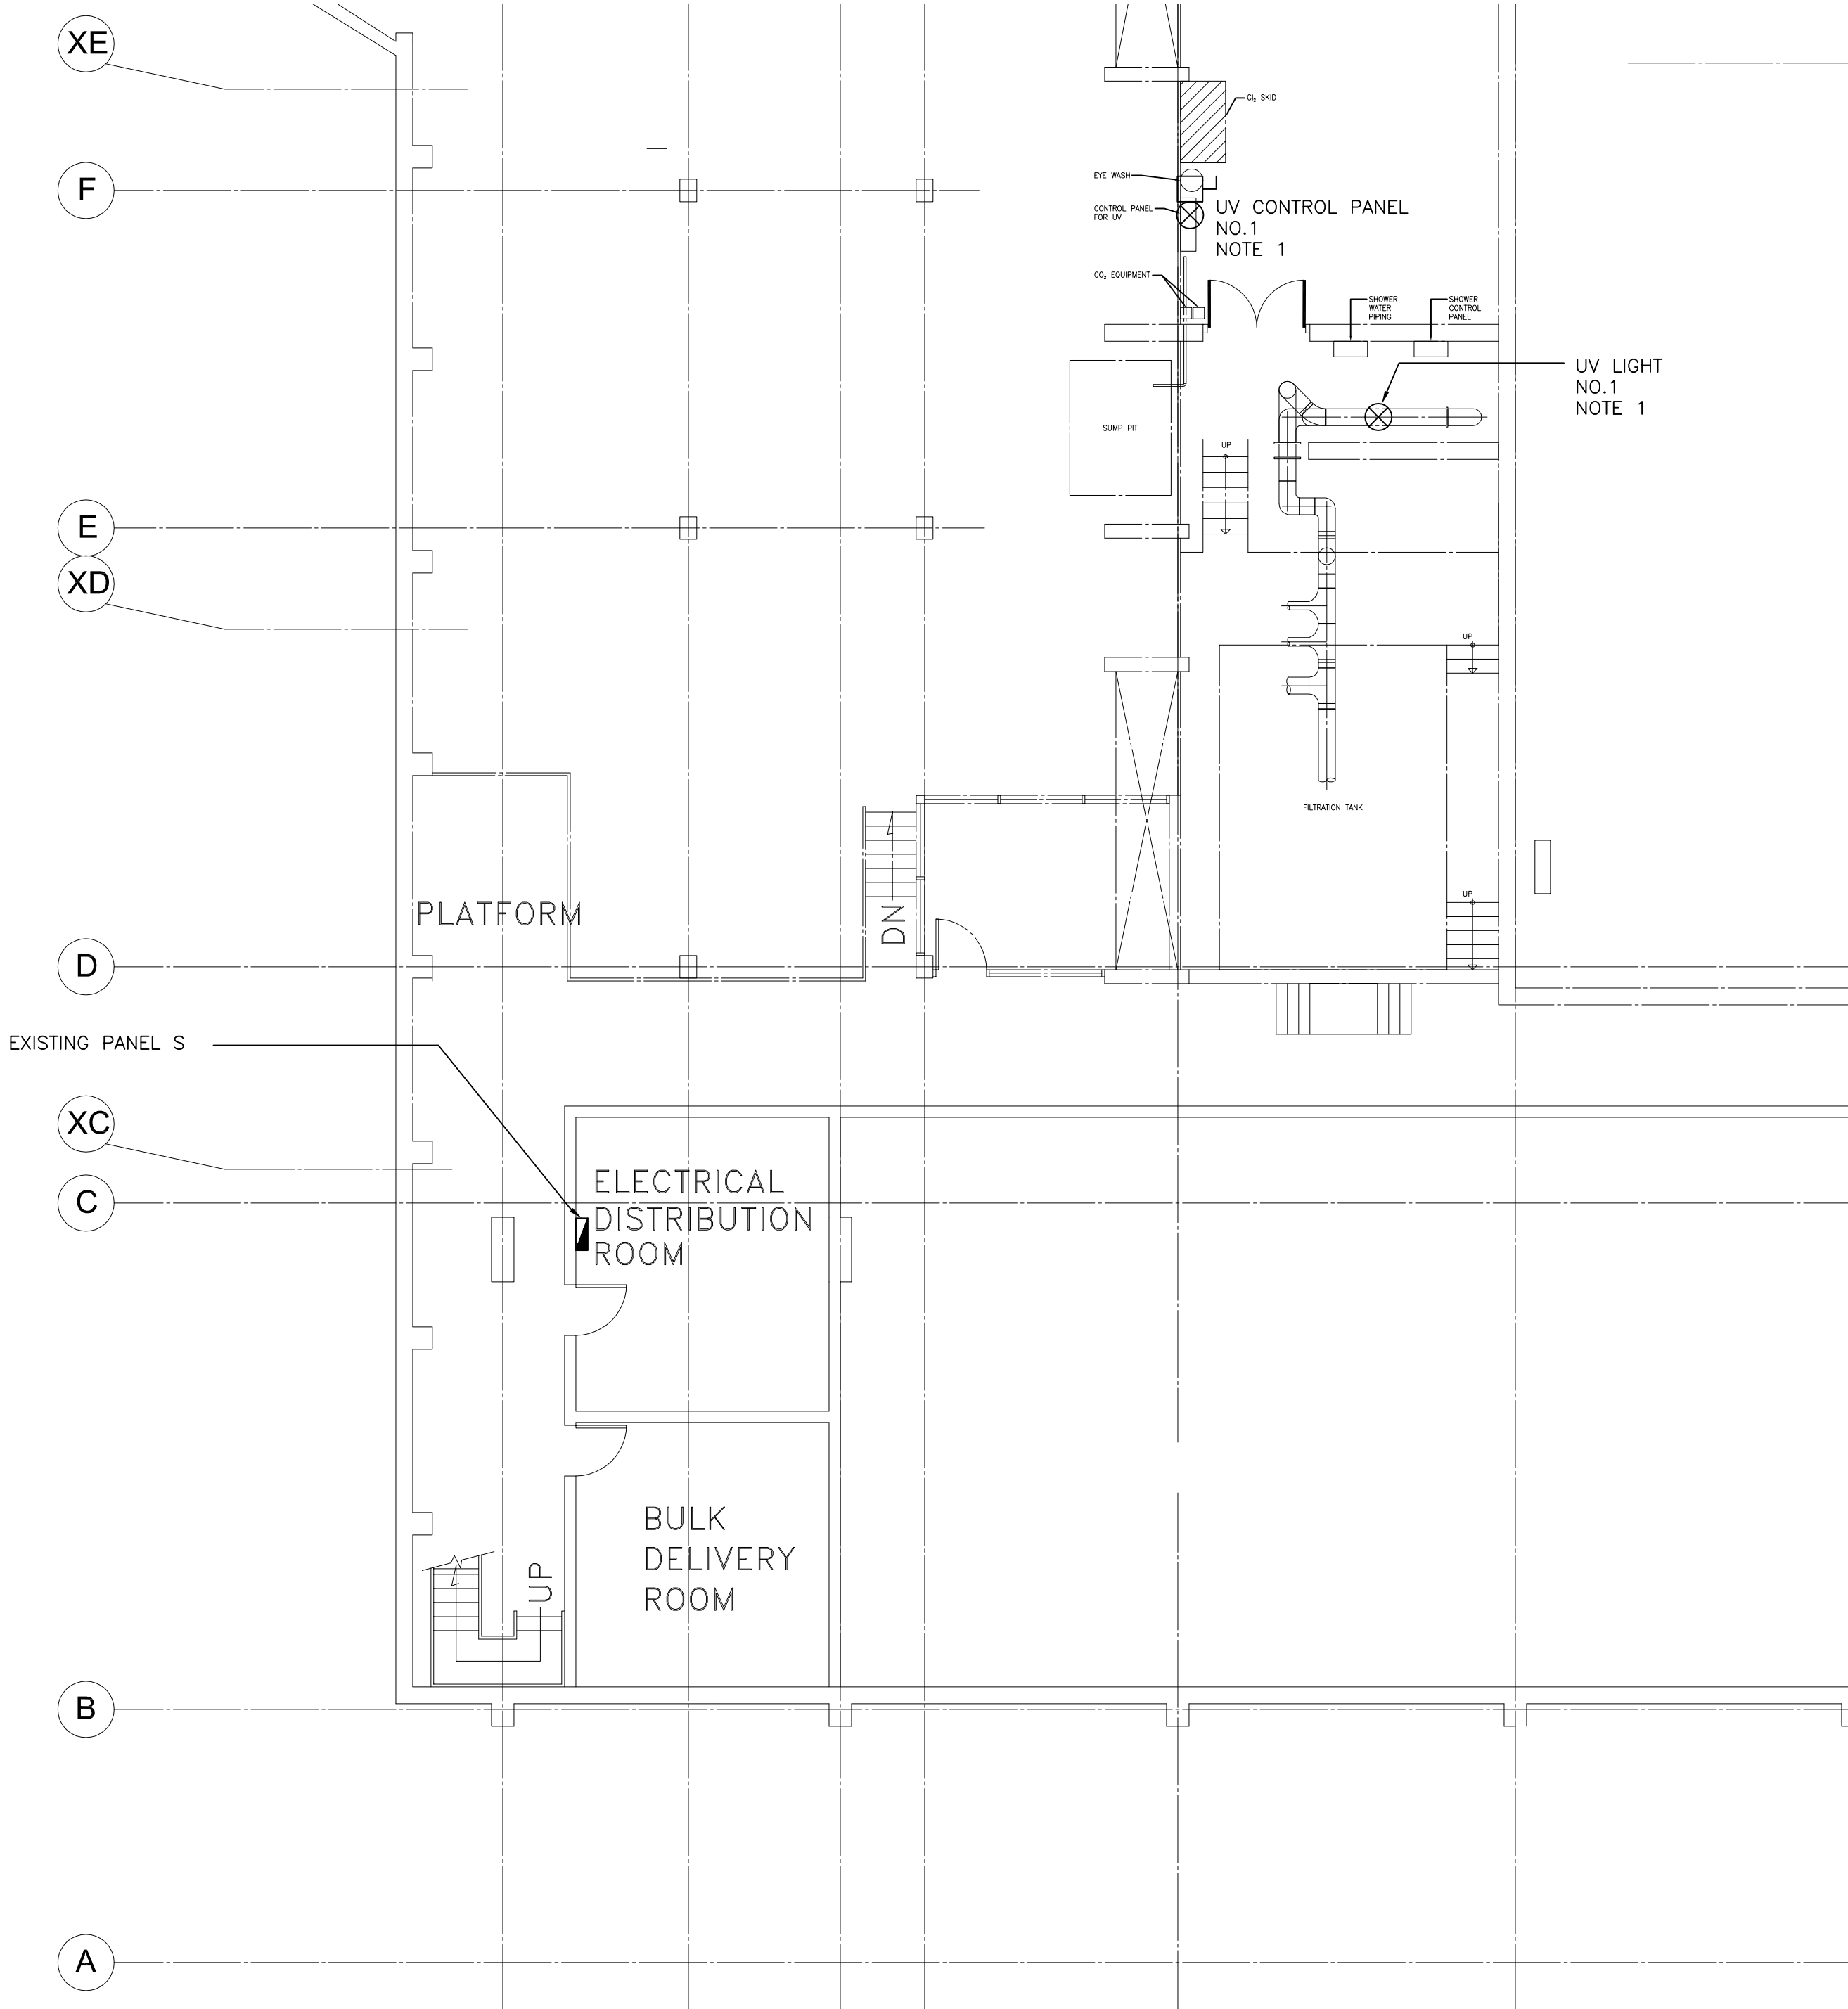 XE
Cl₂ SKID
EYE WASH
F
CONTROL PANEL
FOR UV
UV CONTROL PANEL
NO.1
NOTE 1
CO₂ EQUIPMENT
SHOWER
WATER
PIPING
SHOWER
CONTROL
PANEL
UV LIGHT
NO.1
NOTE 1
SUMP PIT
UP
E
XD
UP
FILTRATION TANK
UP
PLATFORM
DN
D
EXISTING PANEL S
XC
C
ELECTRICAL
DISTRIBUTION
ROOM
BULK
DELIVERY
ROOM
UP
B
A